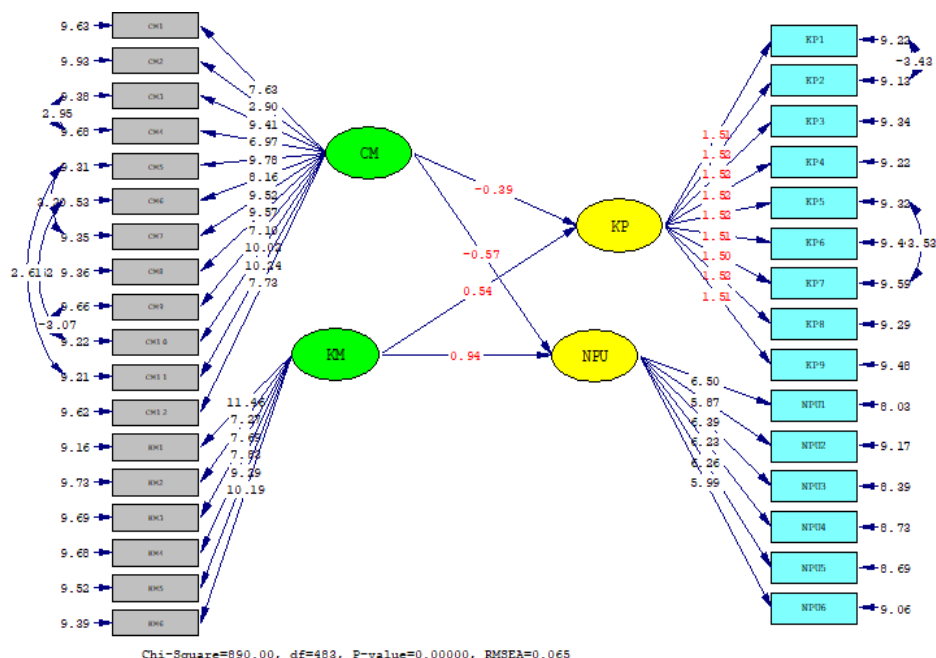 9.63 CM1
9.93 CM2
9.38 CM3
2.95
9.68 CM4
9.31 CM5
CM6
9.35 CM7
9.36 CM8
9.66 CM9
-3.07
9.22 CM10
9.21 CM11
9.62 CM12
9.16 KM1
9.73 KM2
9.69 KM3
9.68 KM4
9.52 KM5
9.39 KM6
7.63
2.90
9.41
6.97
9.78
8.16
9.52
9.57
7.10
10.02
10.24
7.73
11.46
7.27
7.69
9.29
10.19
CM
KM
-0.39
-0.57
0.54
0.94
KP
NPU
1.51
1.52
1.52
1.52
1.52
1.51
1.50
1.52
1.51
6.50
5.87
6.39
6.23
6.26
5.99
KP1 9.22
-3.43
KP2 9.13
KP3 9.34
KP4 9.22
KP5 9.32
KP6
KP7 9.59
KP8 9.29
KP9 9.48
NPU1 8.03
NPU2 9.17
NPU3 8.39
NPU4 8.73
NPU5 8.69
NPU6 9.06
Chi-Square=890.00, df=483, P-value=0.00000, RMSEA=0.065